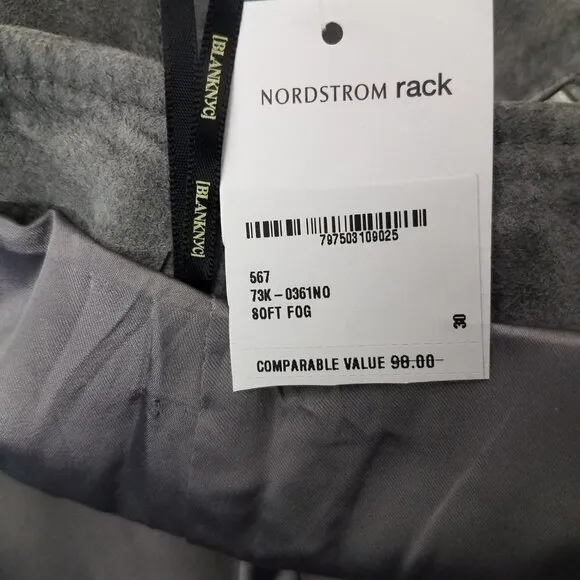 [BLANKNYC]
[BLANKNYC]
NORDSTROM rack
797503109025
567
73K-0361NO
SOFT FOG
30
COMPARABLE VALUE 98.00